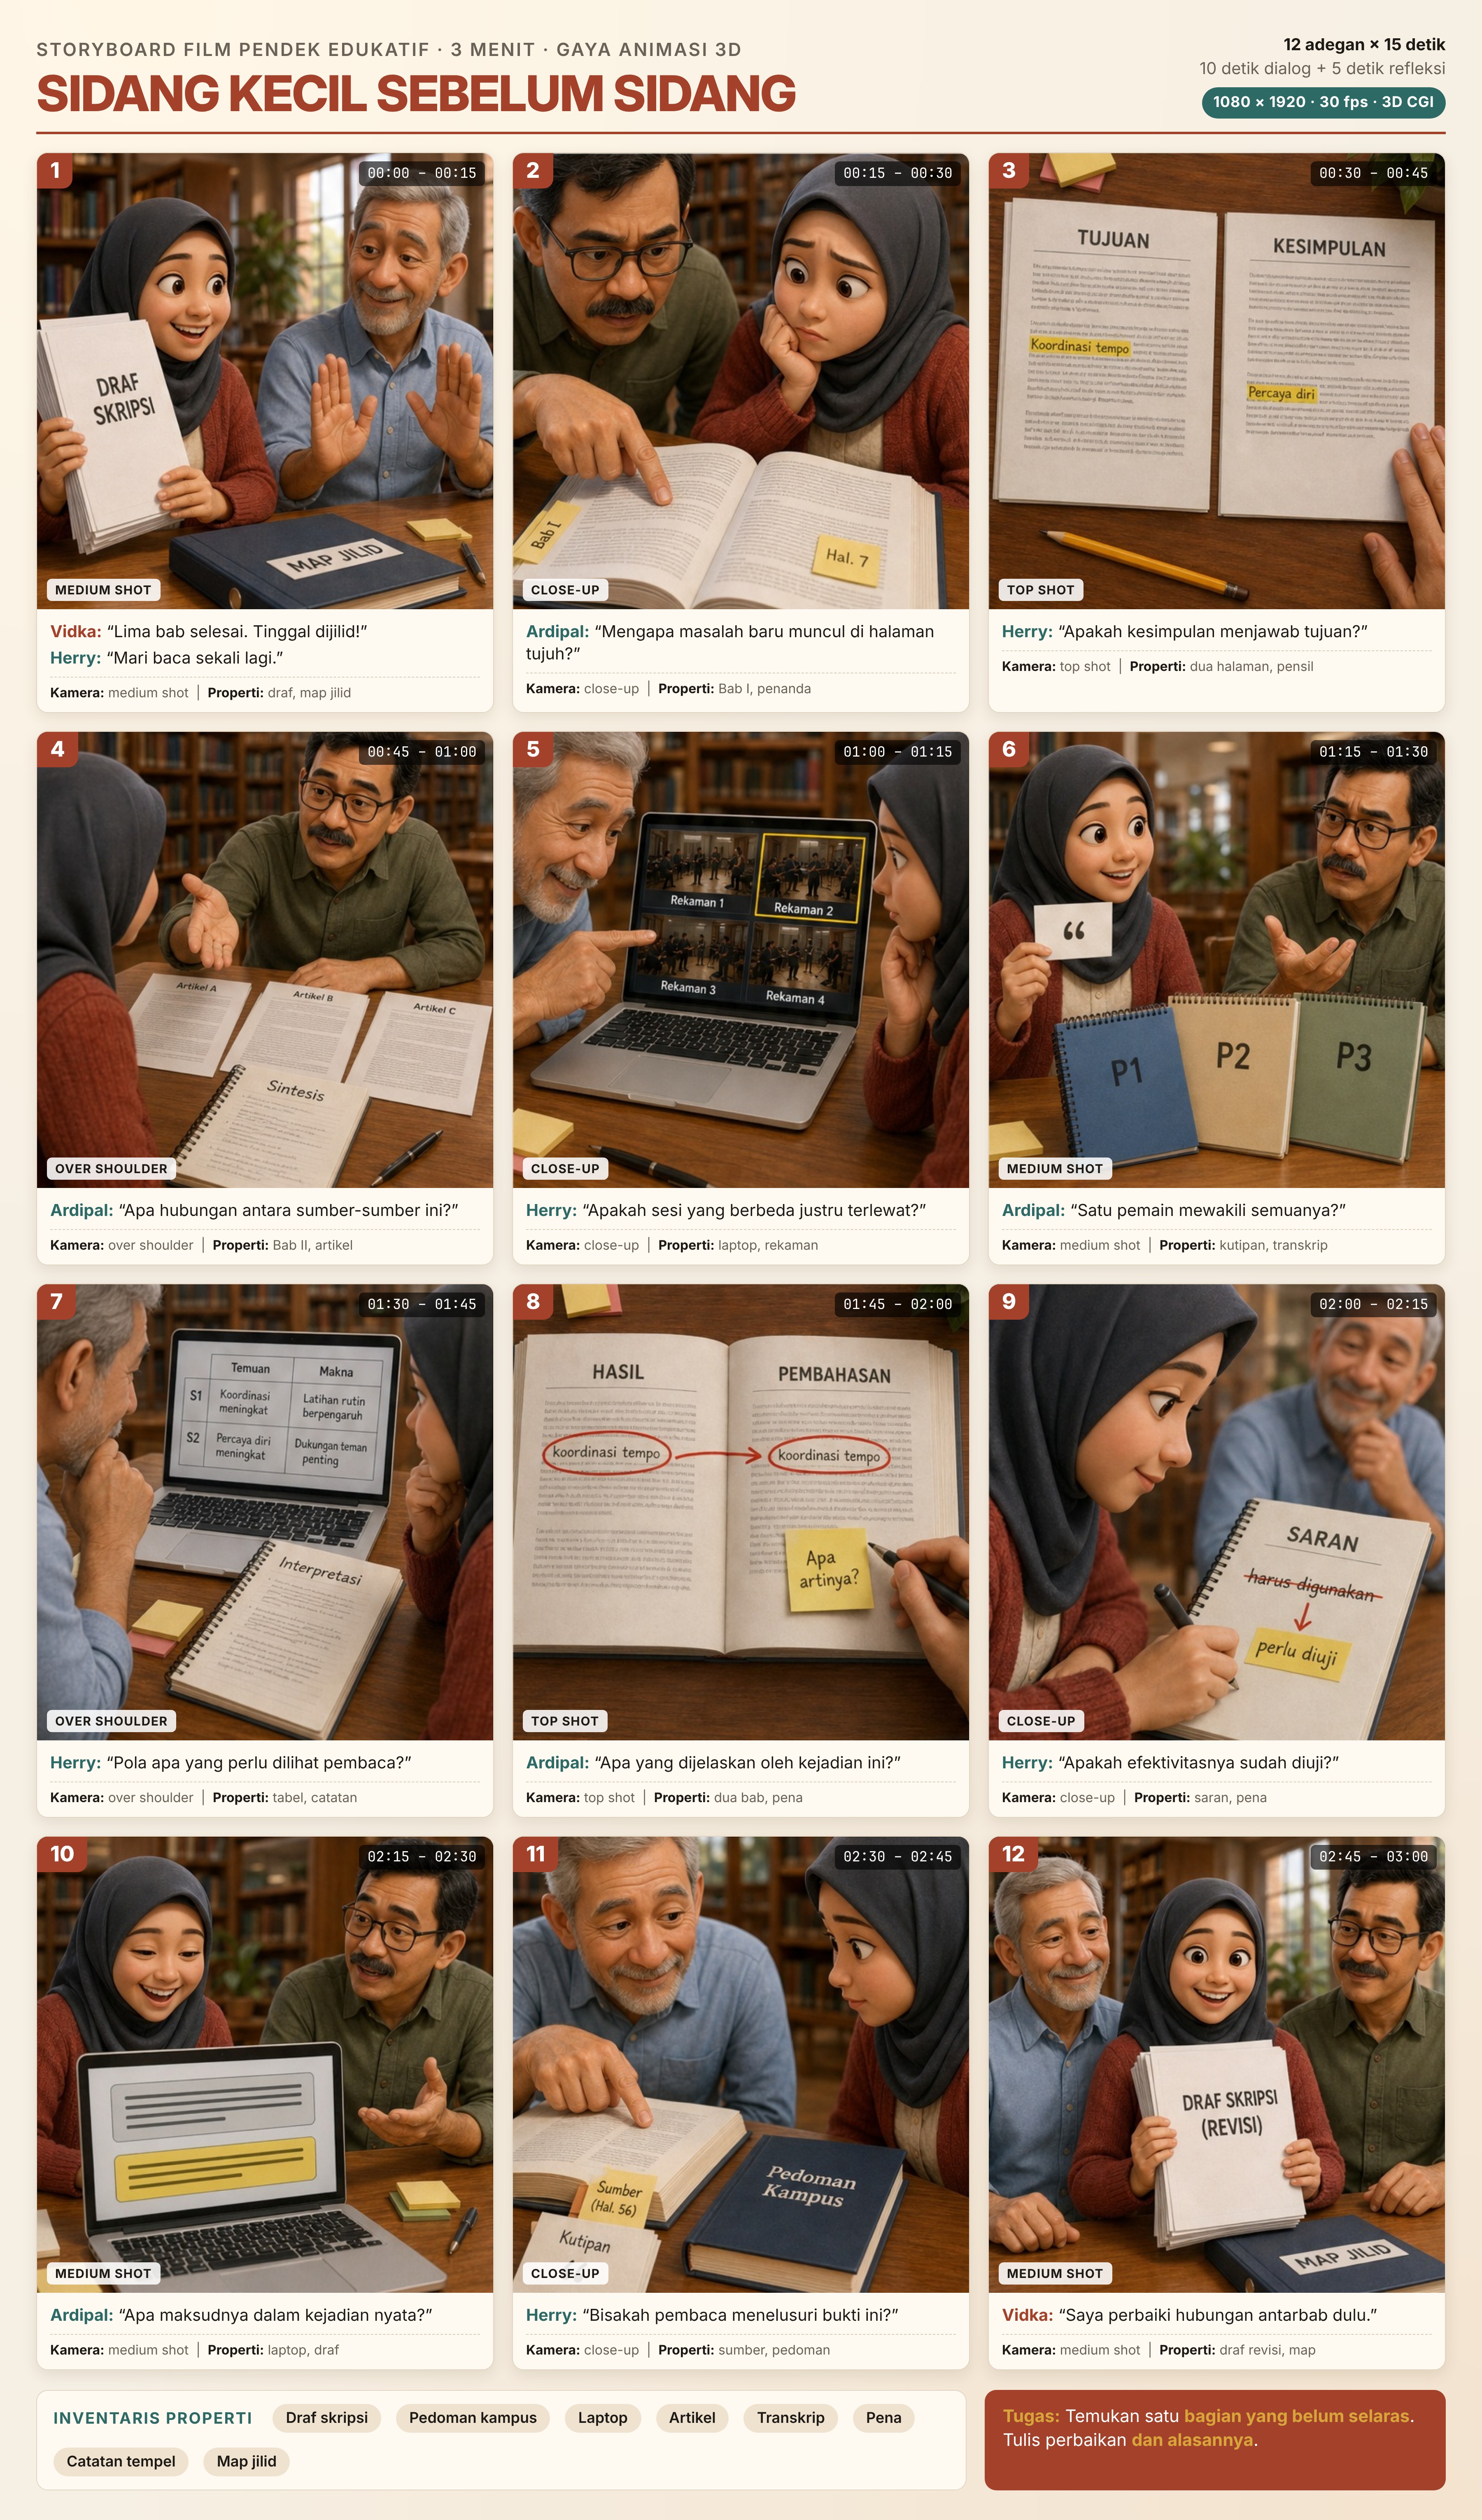 STORYBOARD FILM PENDEK EDUKATIF · 3 MENIT · GAYA ANIMASI 3D
SIDANG KECIL SEBELUM SIDANG
12 adegan × 15 detik
10 detik dialog + 5 detik refleksi
1080 × 1920 · 30 fps · 3D CGI
1
00:00 – 00:15
DRAF
SKRIPSI
MAP JILID
MEDIUM SHOT
Vidka: “Lima bab selesai. Tinggal dijilid!”
Herry: “Mari baca sekali lagi.”
Kamera: medium shot | Properti: draf, map jilid
2
00:15 – 00:30
Bab I
Hal. 7
CLOSE-UP
Ardipal: “Mengapa masalah baru muncul di halaman
tujuh?”
Kamera: close-up | Properti: Bab I, penanda
3
00:30 – 00:45
TUJUAN
Koordinasi tempo
KESIMPULAN
Percaya diri
TOP SHOT
Herry: “Apakah kesimpulan menjawab tujuan?”
Kamera: top shot | Properti: dua halaman, pensil
4
00:45 – 01:00
Artikel A
Artikel B
Artikel C
Sintesis
OVER SHOULDER
Ardipal: “Apa hubungan antara sumber-sumber ini?”
Kamera: over shoulder | Properti: Bab II, artikel
5
01:00 – 01:15
Rekaman 1
Rekaman 2
Rekaman 3
Rekaman 4
CLOSE-UP
Herry: “Apakah sesi yang berbeda justru terlewat?”
Kamera: close-up | Properti: laptop, rekaman
6
01:15 – 01:30
“
P1
P2
P3
MEDIUM SHOT
Ardipal: “Satu pemain mewakili semuanya?”
Kamera: medium shot | Properti: kutipan, transkrip
7
01:30 – 01:45
Temuan Makna
S1 Koordinasi meningkat Latihan rutin berpengaruh
S2 Percaya diri meningkat Dukungan teman penting
Interpretasi
OVER SHOULDER
Herry: “Pola apa yang perlu dilihat pembaca?”
Kamera: over shoulder | Properti: tabel, catatan
8
01:45 – 02:00
HASIL
koordinasi tempo
PEMBAHASAN
koordinasi tempo
Apa
artinya?
TOP SHOT
Ardipal: “Apa yang dijelaskan oleh kejadian ini?”
Kamera: top shot | Properti: dua bab, pena
9
02:00 – 02:15
SARAN
harus digunakan
perlu diuji
CLOSE-UP
Herry: “Apakah efektivitasnya sudah diuji?”
Kamera: close-up | Properti: saran, pena
10
02:15 – 02:30
MEDIUM SHOT
Ardipal: “Apa maksudnya dalam kejadian nyata?”
Kamera: medium shot | Properti: laptop, draf
11
02:30 – 02:45
Sumber
(Hal. 56)
Kutipan
Pedoman
Kampus
CLOSE-UP
Herry: “Bisakah pembaca menelusuri bukti ini?”
Kamera: close-up | Properti: sumber, pedoman
12
02:45 – 03:00
DRAF SKRIPSI
(REVISI)
MAP JILID
MEDIUM SHOT
Vidka: “Saya perbaiki hubungan antarbab dulu.”
Kamera: medium shot | Properti: draf revisi, map
INVENTARIS PROPERTI Draf skripsi Pedoman kampus Laptop Artikel Transkrip Pena
Catatan tempel Map jilid
Tugas: Temukan satu bagian yang belum selaras.
Tulis perbaikan dan alasannya.